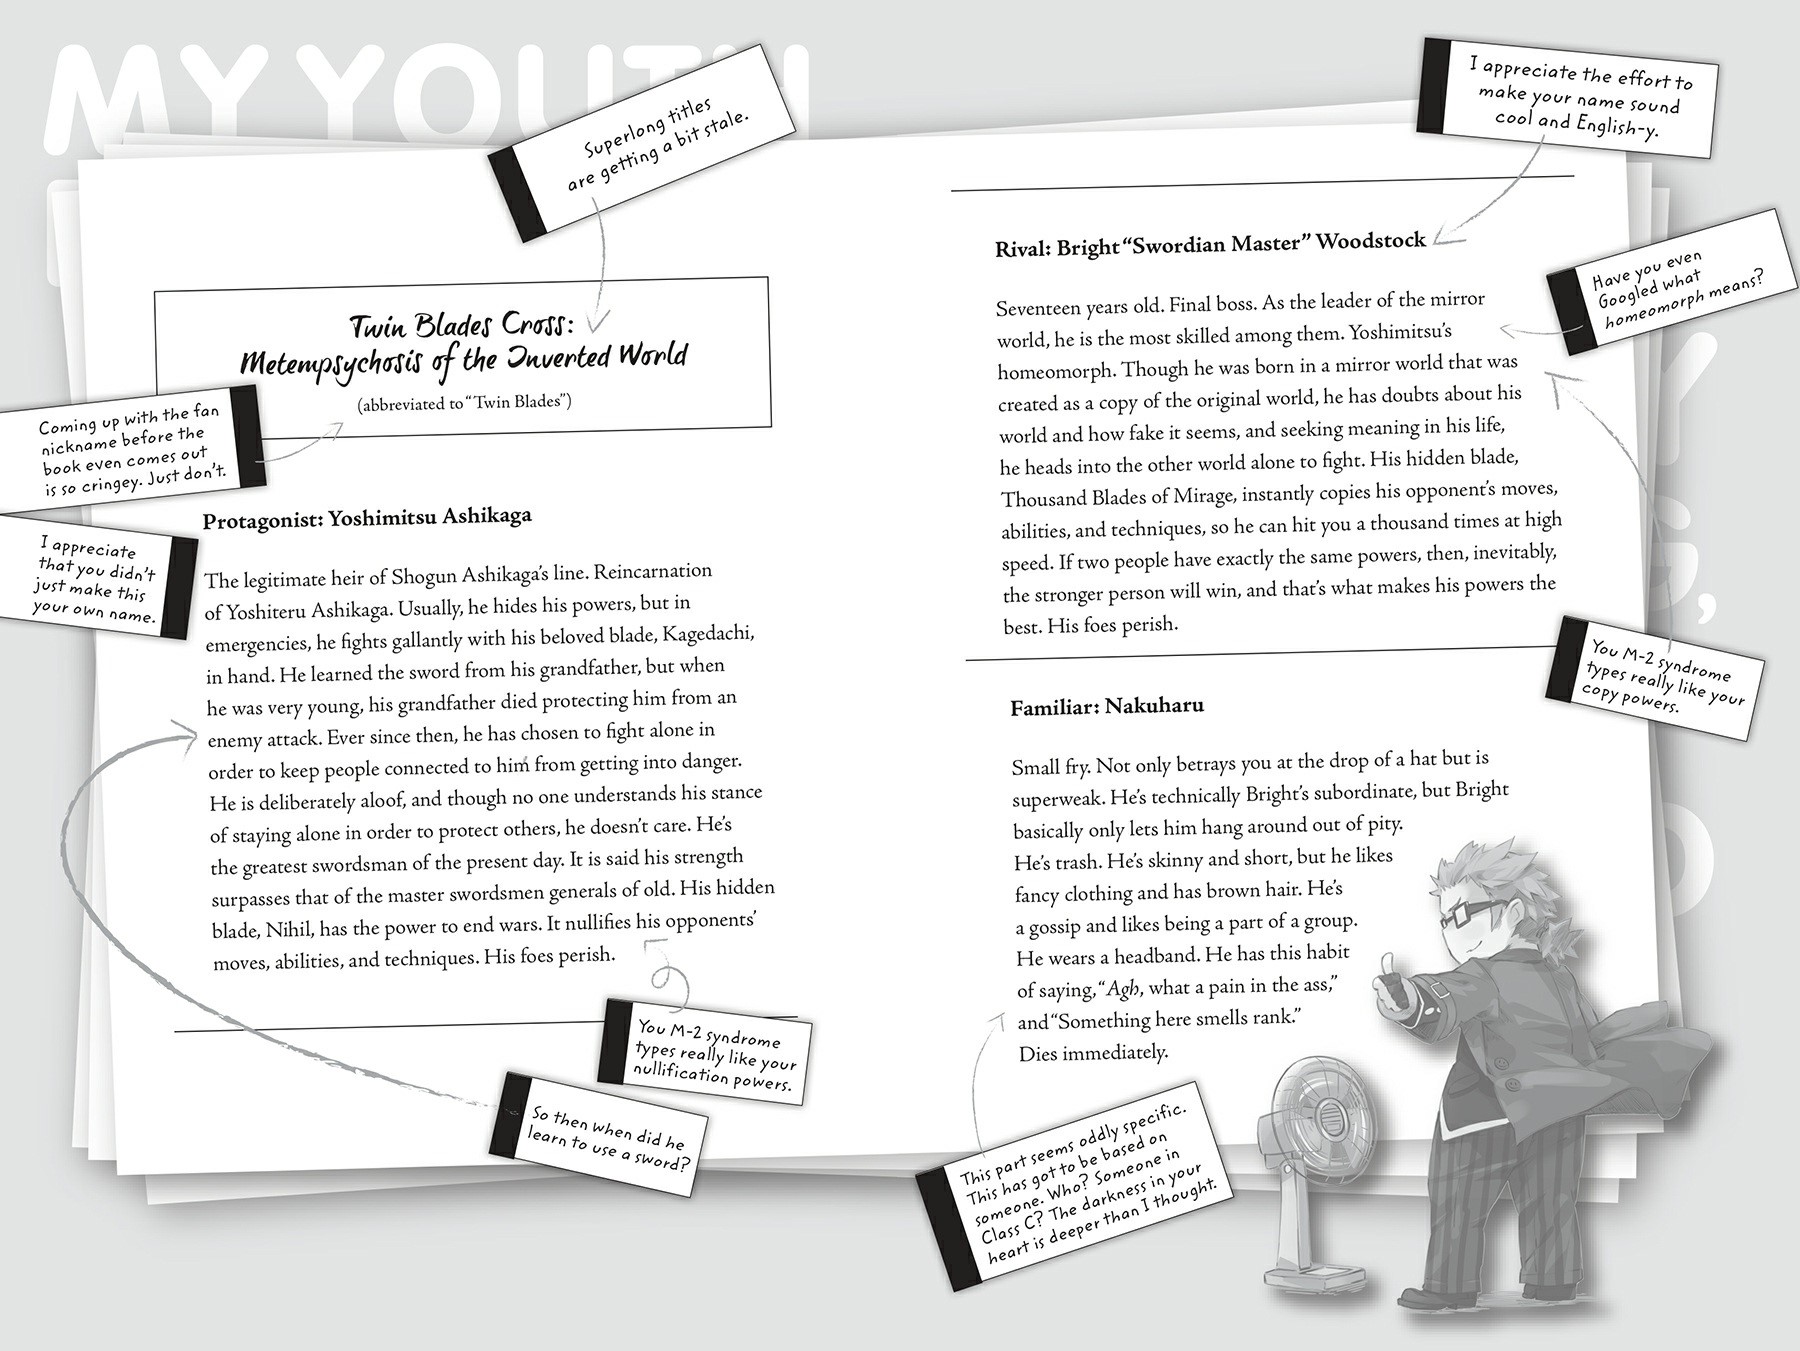 MY YOUTH
Superlong titles
are getting a bit stale.
Twin Blades Cross:
Metempsychosis of the Inverted World
(abbreviated to “Twin Blades”)
Coming up with the fan
nickname before the
book even comes out
is so cringey. Just don't.
Protagonist: Yoshimitsu Ashikaga
I appreciate
that you didn't
just make this
your own name.
The legitimate heir of Shogun Ashikaga’s line. Reincarnation
of Yoshiteru Ashikaga. Usually, he hides his powers, but in
emergencies, he fights gallantly with his beloved blade, Kagedachi,
in hand. He learned the sword from his grandfather, but when
he was very young, his grandfather died protecting him from an
enemy attack. Ever since then, he has chosen to fight alone in
order to keep people connected to him from getting into danger.
He is deliberately aloof, and though no one understands his stance
of staying alone in order to protect others, he doesn’t care. He’s
the greatest swordsman of the present day. It is said his strength
surpasses that of the master swordsmen generals of old. His hidden
blade, Nihil, has the power to end wars. It nullifies his opponents’
moves, abilities, and techniques. His foes perish.
You M-2 syndrome
types really like your
nullification powers.
So then when did he
learn to use a sword?
I appreciate the effort to
make your name sound
cool and English-y.
Rival: Bright “Swordian Master” Woodstock
Have you even
Googled what
homeomorph means?
Seventeen years old. Final boss. As the leader of the mirror
world, he is the most skilled among them. Yoshimitsu’s
homeomorph. Though he was born in a mirror world that was
created as a copy of the original world, he has doubts about his
world and how fake it seems, and seeking meaning in his life,
he heads into the other world alone to fight. His hidden blade,
Thousand Blades of Mirage, instantly copies his opponent’s moves,
abilities, and techniques, so he can hit you a thousand times at high
speed. If two people have exactly the same powers, then, inevitably,
the stronger person will win, and that’s what makes his powers the
best. His foes perish.
You M-2 syndrome
types really like your
copy powers.
Familiar: Nakuharu
Small fry. Not only betrays you at the drop of a hat but is
superweak. He’s technically Bright’s subordinate, but Bright
basically only lets him hang around out of pity.
He’s trash. He’s skinny and short, but he likes
fancy clothing and has brown hair. He’s
a gossip and likes being a part of a group.
He wears a headband. He has this habit
of saying, “Agh, what a pain in the ass,”
and “Something here smells rank.”
Dies immediately.
This part seems oddly specific.
This has got to be based on
someone. Who? Someone in
Class C? The darkness in your
heart is deeper than I thought.